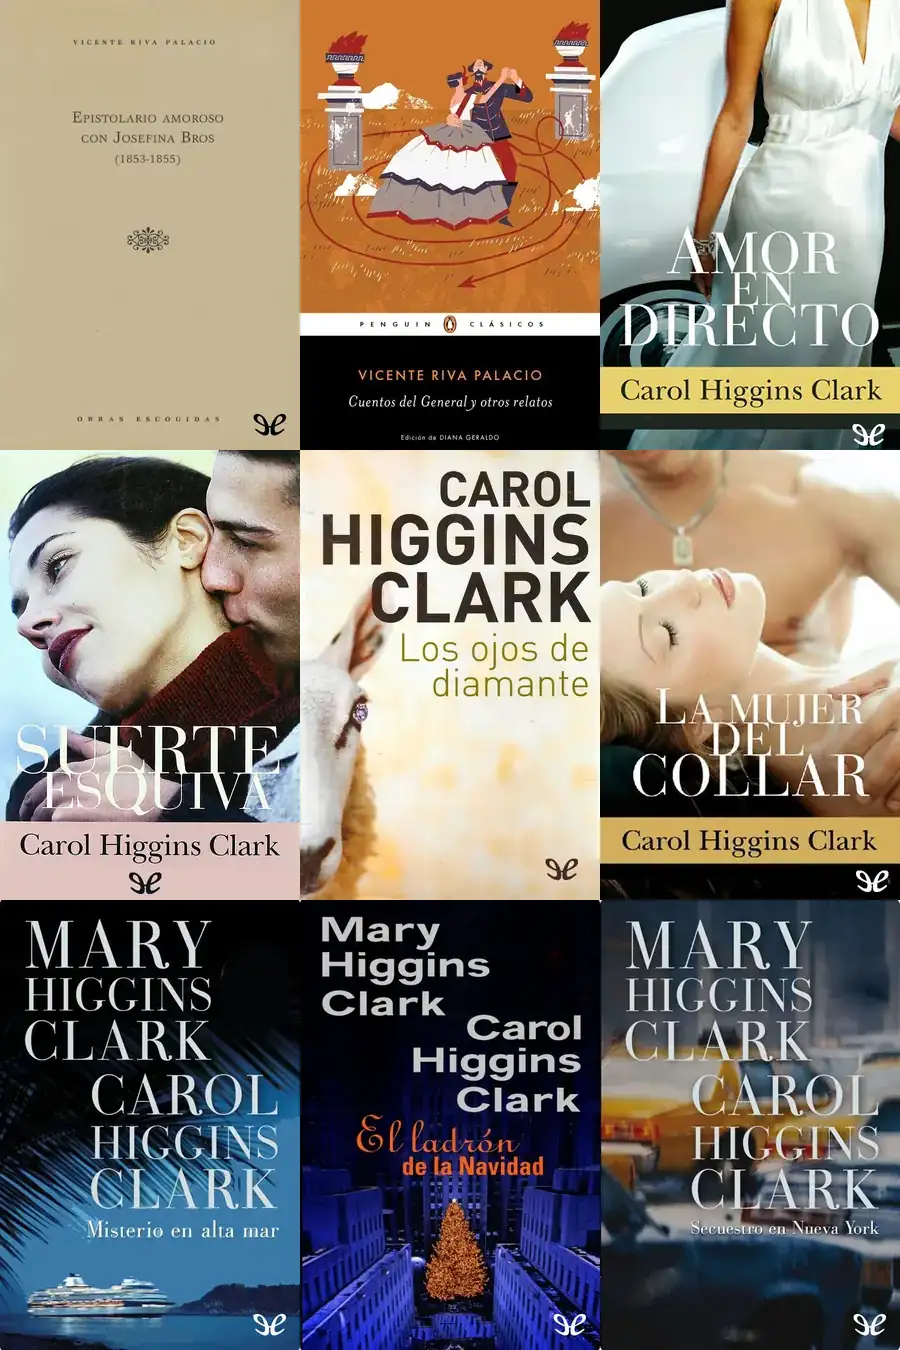 VICENTE RIVA PALACIO
EPISTOLARIO AMOROSO
CON JOSEFINA BROS
(1853-1855)
OBRAS ESCOGIDAS
PENGUIN CLÁSICOS
VICENTE RIVA PALACIO
Cuentos del General y otros relatos
Edición de DIANA GERALDO
AMOR
EN
DIRECTO
Carol Higgins Clark
SUERTE
ESQUIVA
Carol Higgins Clark
CAROL
HIGGINS
CLARK
Los ojos de
diamante
LA MUJER
DEL
COLLAR
Carol Higgins Clark
MARY
HIGGINS
CLARK
CAROL
HIGGINS
CLARK
Misterio en alta mar
Mary
Higgins
Clark
Carol
Higgins
Clark
El ladrón
de la Navidad
MARY
HIGGINS
CLARK
CAROL
HIGGINS
CLARK
Secuestro en Nueva York